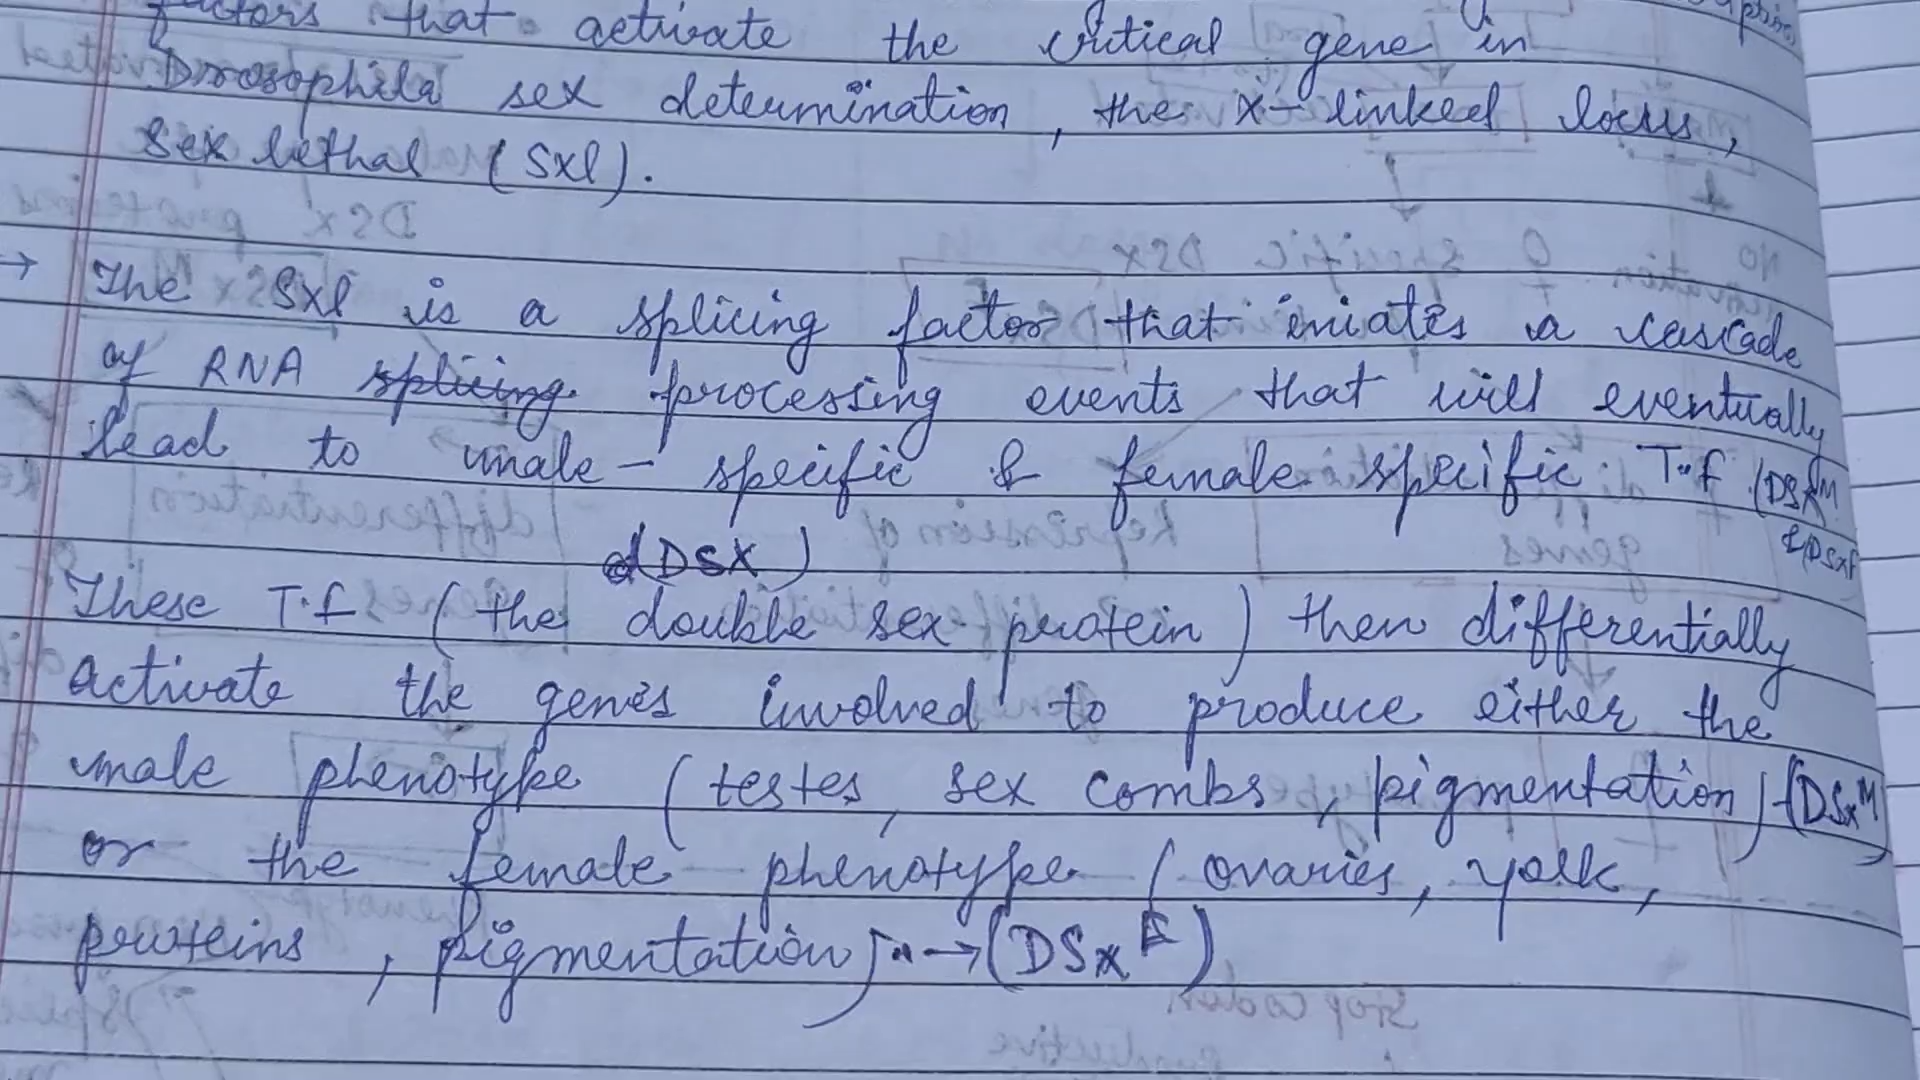 factors that activate the critical gene in
Drosophila sex determination, the X-linked locus,
sex lethal (Sxl).
→ The Sxl is a splicing factor that eniates a cascade
of RNA splicing processing events that will eventually
lead to male-specific & female specific T.f (DSxM
& DSxF
(DSX)
These T.f (the double sex protein) then differentially
activate the genes involved to produce either the
male phenotype (testes, sex combs, pigmentation) (DSxM)
or the female phenotype (ovaries, yolk,
proteins, pigmentation) → (DSxF)